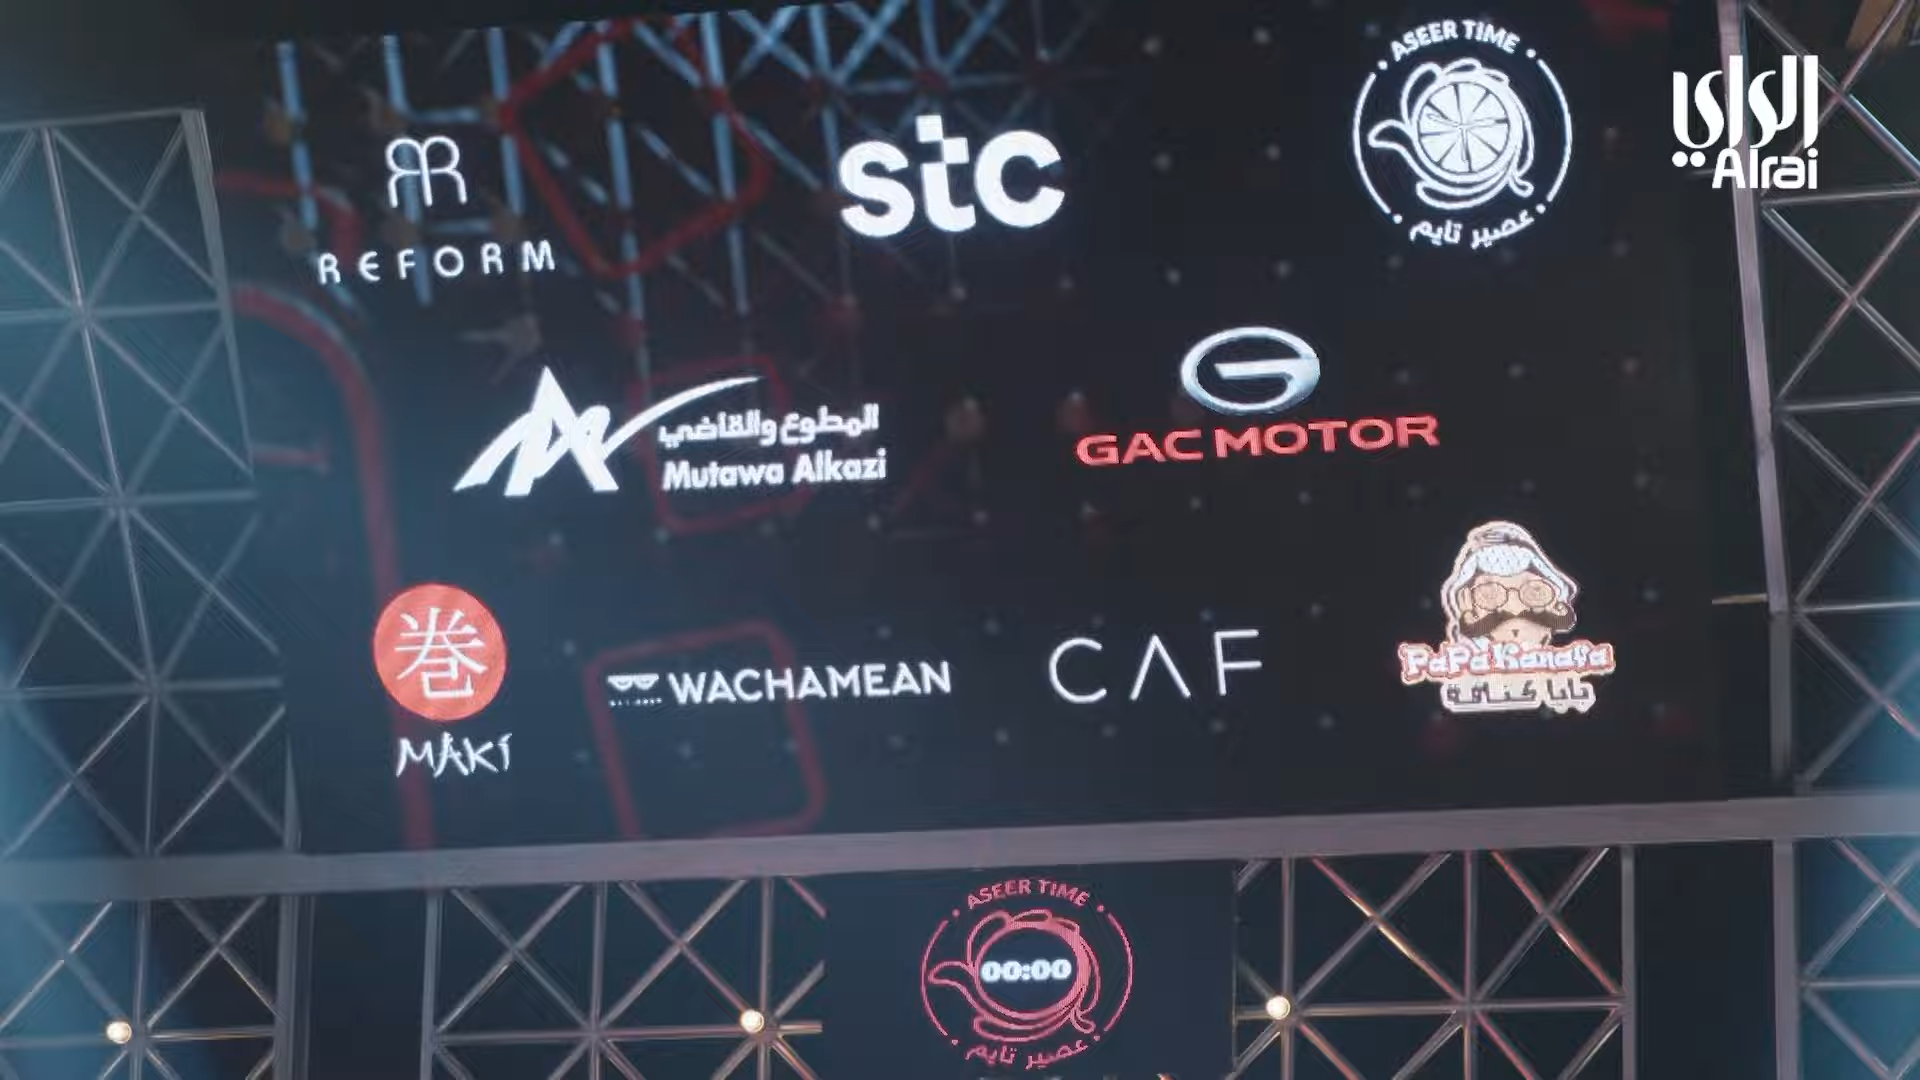 الراي
Alrai
ASEER TIME
عصير تايم
stc
RR
REFORM
المطوع والقاضي
Mutawa Alkazi
GAC MOTOR
巻
MAKI
WACHAMEAN
CAF
PaPa Kanafa
بابا كنافة
ASEER TIME
00:00
عصير تايم